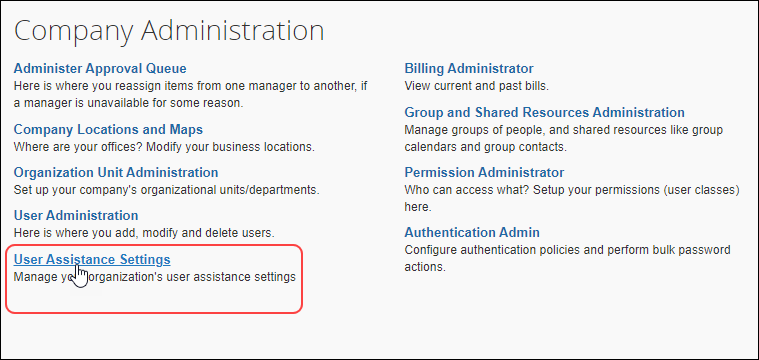 Company Administration
Administer Approval Queue
Here is where you reassign items from one manager to another, if
a manager is unavailable for some reason.
Company Locations and Maps
Where are your offices? Modify your business locations.
Organization Unit Administration
Set up your company's organizational units/departments.
User Administration
Here is where you add, modify and delete users.
User Assistance Settings
Manage organization's user assistance settings
Billing Administrator
View current and past bills.
Group and Shared Resources Administration
Manage groups of people, and shared resources like group
calendars and group contacts.
Permission Administrator
Who can access what? Setup your permissions (user classes)
here.
Authentication Admin
Configure authentication policies and perform bulk password
actions.